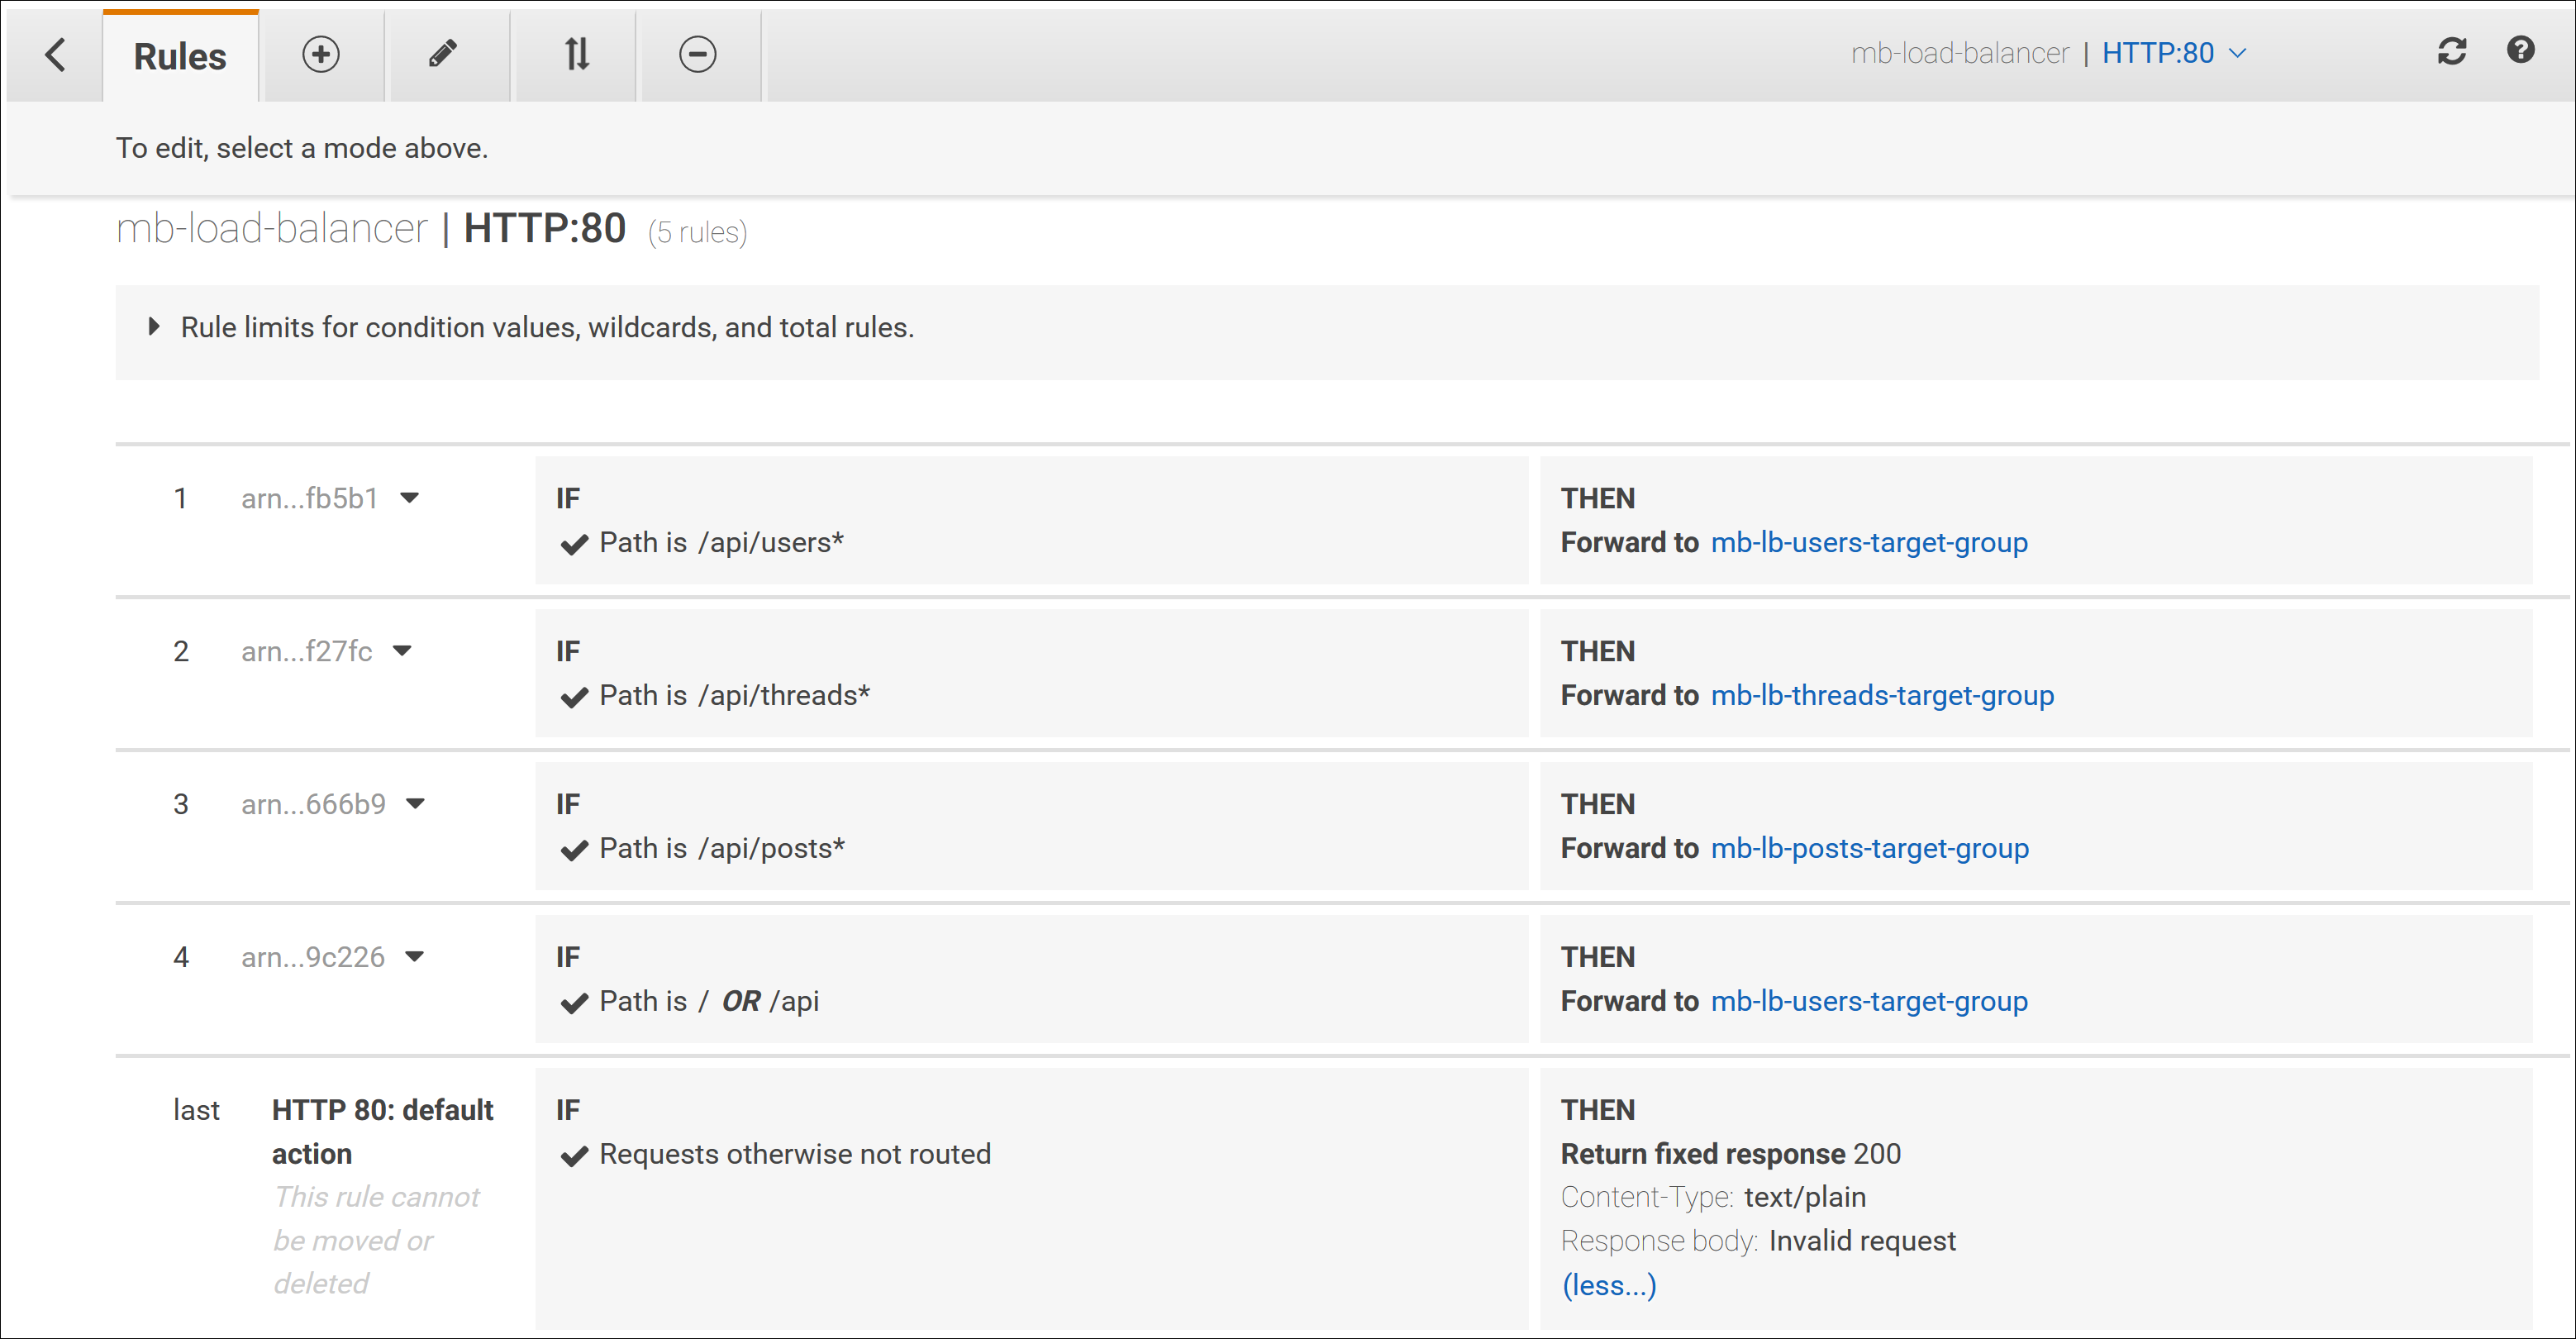 Rules
mb-load-balancer | HTTP:80
To edit, select a mode above.
mb-load-balancer | HTTP:80 (5 rules)
Rule limits for condition values, wildcards, and total rules.
1 arn...fb5b1 IF THEN
Path is /api/users* Forward to mb-lb-users-target-group
2 arn...f27fc IF THEN
Path is /api/threads* Forward to mb-lb-threads-target-group
3 arn...666b9 IF THEN
Path is /api/posts* Forward to mb-lb-posts-target-group
4 arn...9c226 IF THEN
Path is / OR /api Forward to mb-lb-users-target-group
last HTTP 80: default IF THEN
action Requests otherwise not routed Return fixed response 200
This rule cannot Content-Type: text/plain
be moved or Response body: Invalid request
deleted (less...)